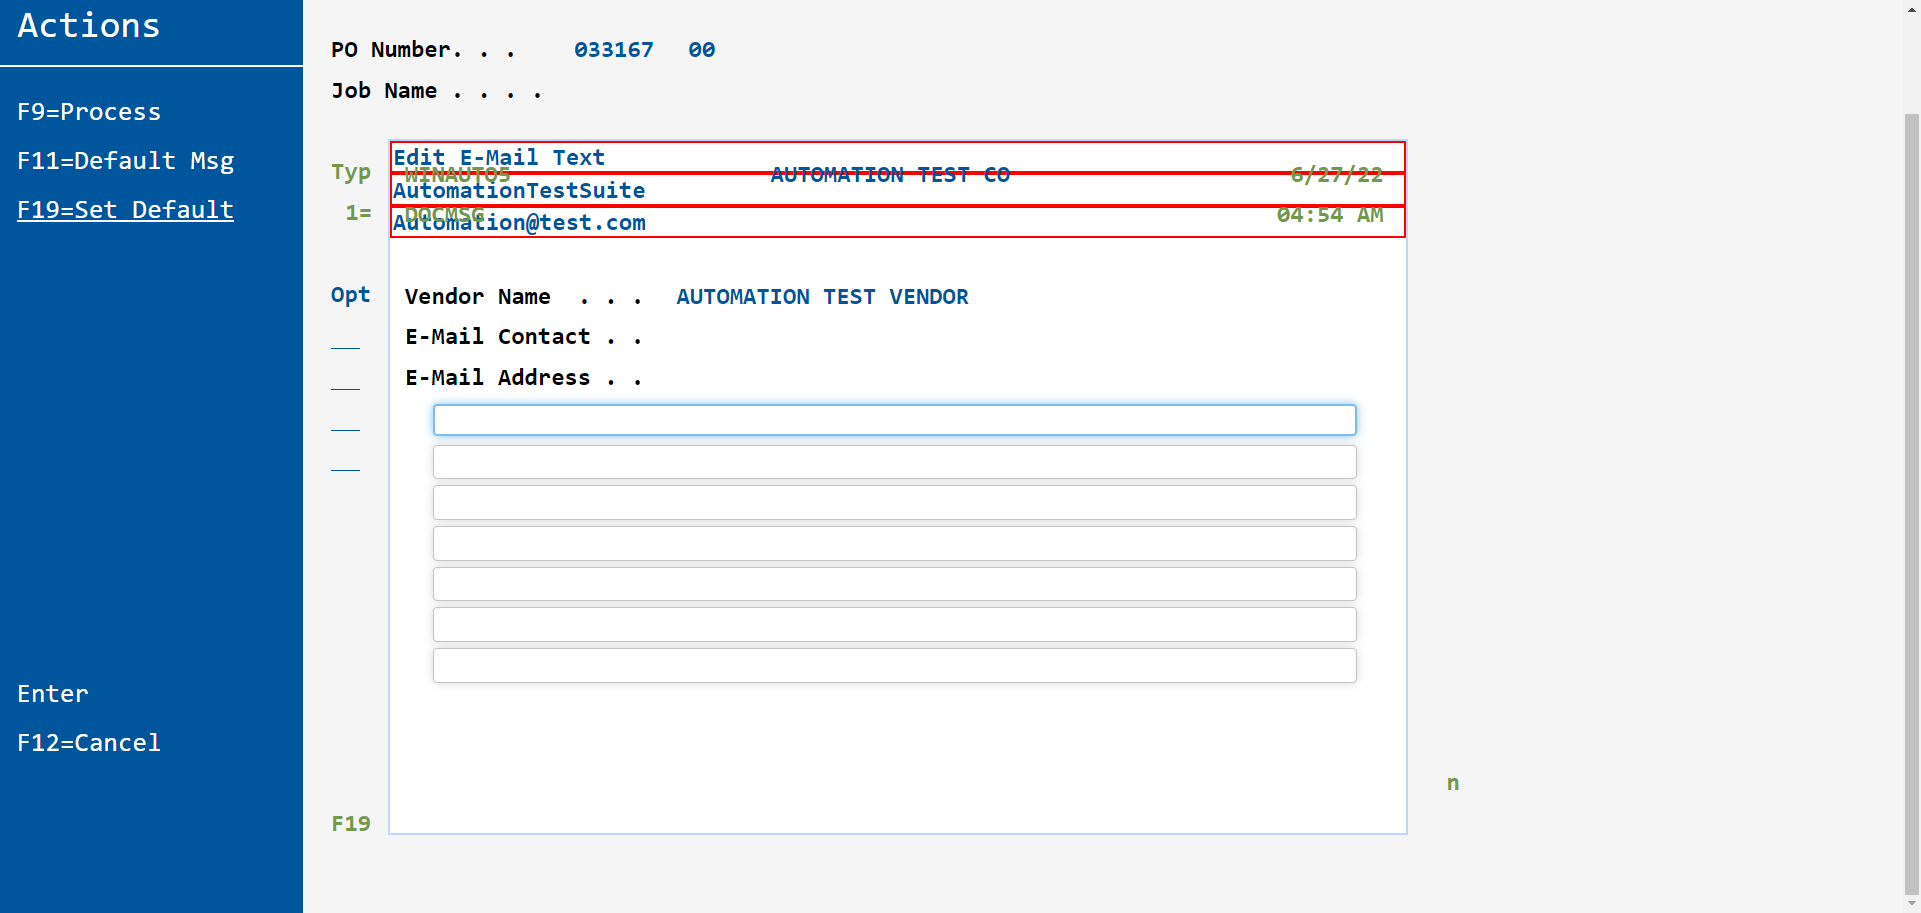 Actions
F9=Process
F11=Default Msg
F19=Set Default
Enter
F12=Cancel
PO Number. . . 033167 00
Job Name . . . .
Edit E-Mail Text
Typ WINAUTQ5 AUTOMATION TEST CO 6/27/22
AutomationTestSuite
1= DOCMSG 04:54 AM
Automation@test.com
Opt Vendor Name . . . AUTOMATION TEST VENDOR
E-Mail Contact . .
E-Mail Address . .
n
F19